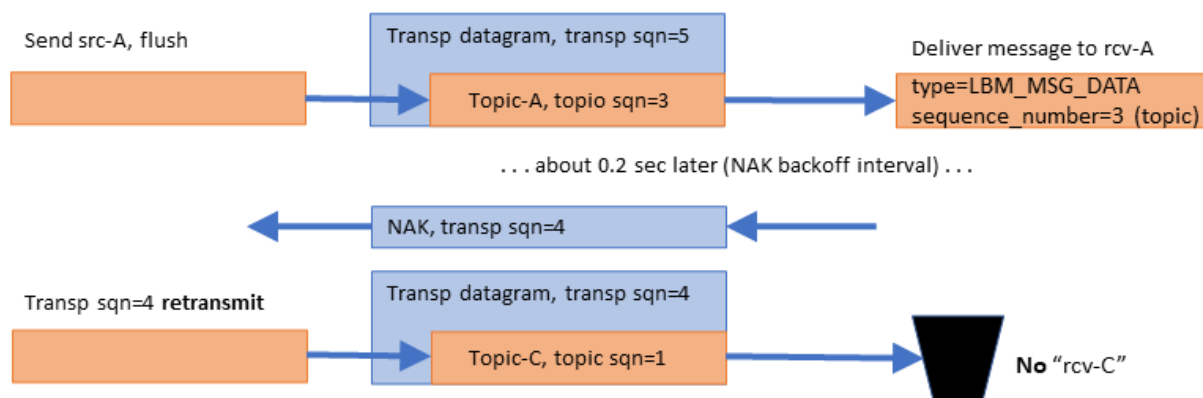 Send src-A, flush
Transp datagram, transp sqn=5
Topic-A, topio sqn=3
Deliver message to rcv-A
type=LBM_MSG_DATA
sequence_number=3 (topic)
. . . about 0.2 sec later (NAK backoff interval) . . .
NAK, transp sqn=4
Transp sqn=4 retransmit
Transp datagram, transp sqn=4
Topic-C, topic sqn=1
No “rcv-C”